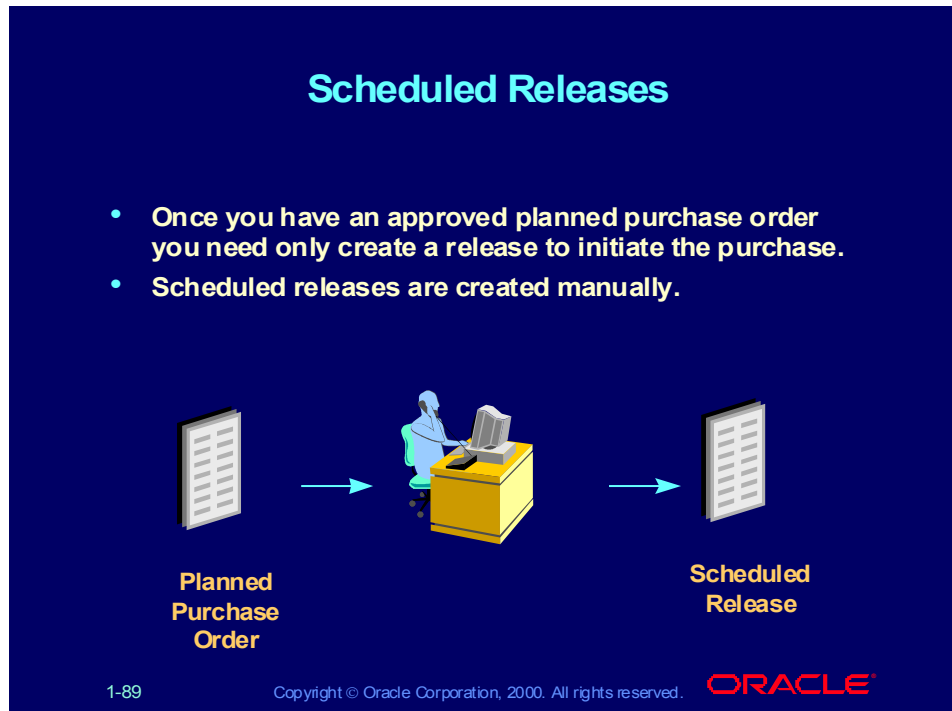 Scheduled Releases
• Once you have an approved planned purchase order
you need only create a release to initiate the purchase.
• Scheduled releases are created manually.
Planned
Purchase
Order
Scheduled
Release
1-89
Copyright © Oracle Corporation, 2000. All rights reserved.
ORACLE®